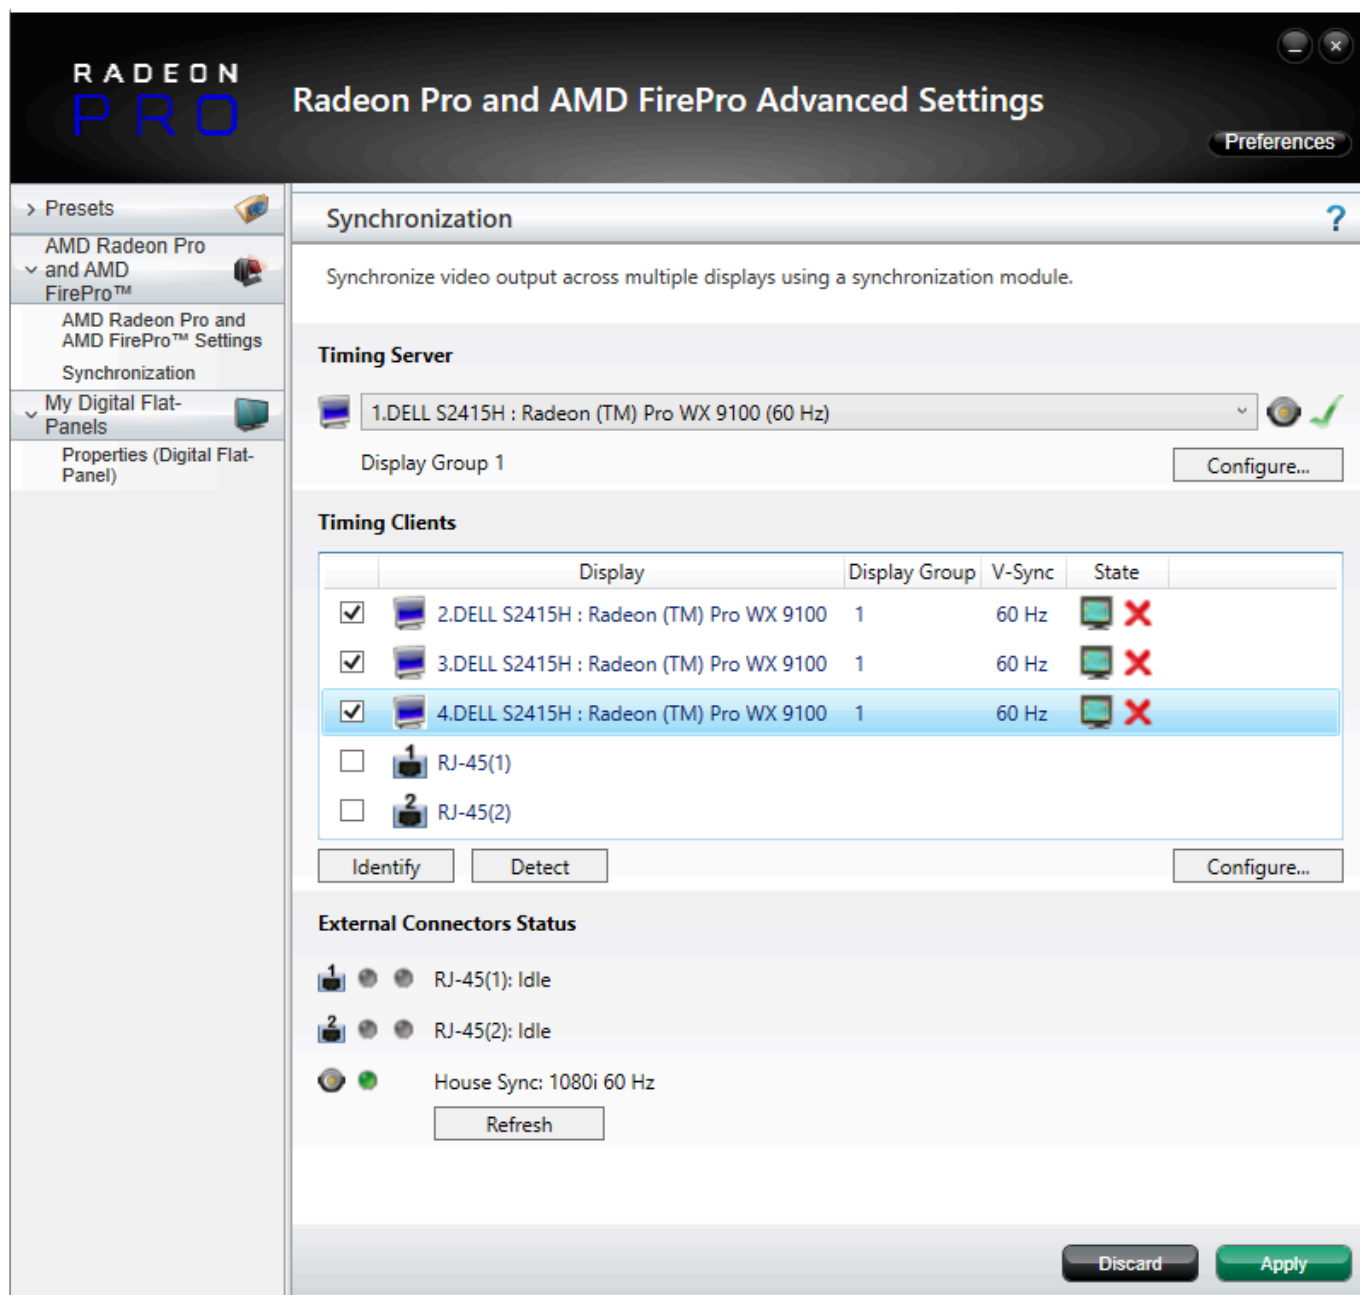 RADEON
PRO
Radeon Pro and AMD FirePro Advanced Settings
Preferences
Presets
AMD Radeon Pro
and AMD
FirePro™
AMD Radeon Pro and
AMD FirePro™ Settings
Synchronization
My Digital Flat-
Panels
Properties (Digital Flat-
Panel)
Synchronization
?
Synchronize video output across multiple displays using a synchronization module.
Timing Server
1.DELL S2415H : Radeon (TM) Pro WX 9100 (60 Hz)
Display Group 1
Configure...
Timing Clients
Display Display Group V-Sync State
2.DELL S2415H : Radeon (TM) Pro WX 9100 1 60 Hz
3.DELL S2415H : Radeon (TM) Pro WX 9100 1 60 Hz
4.DELL S2415H : Radeon (TM) Pro WX 9100 1 60 Hz
1 RJ-45(1)
2 RJ-45(2)
Identify Detect Configure...
External Connectors Status
1 RJ-45(1): Idle
2 RJ-45(2): Idle
House Sync: 1080i 60 Hz
Refresh
Discard Apply